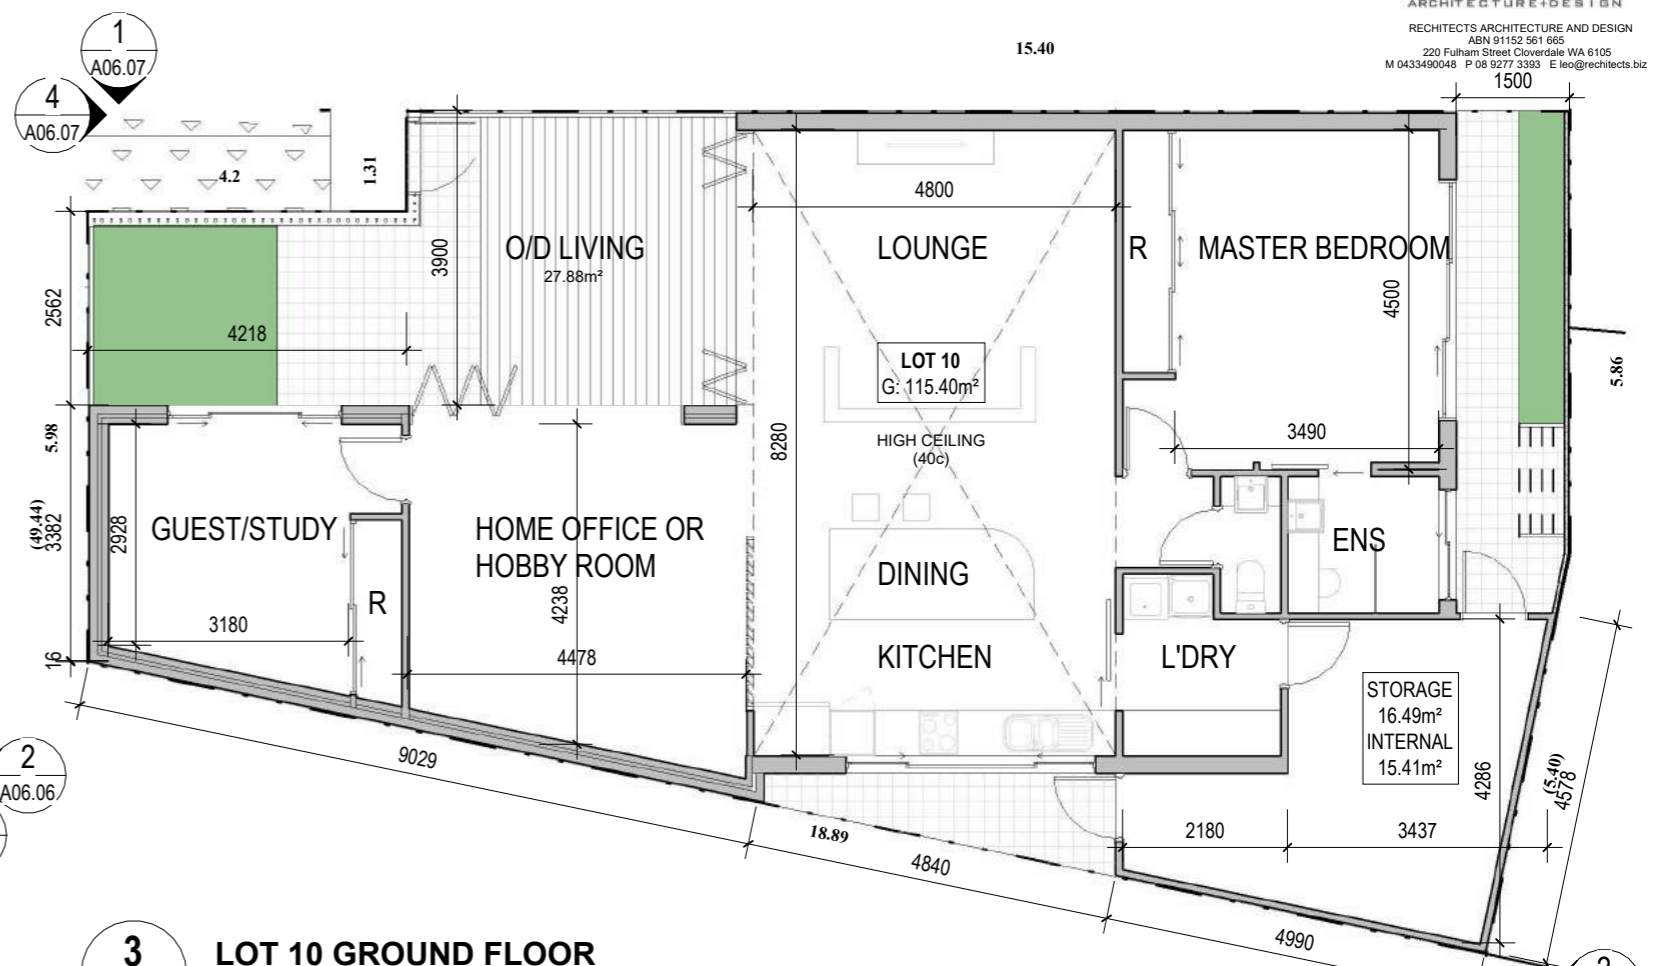 ARCHITECTURE+DESIGN
RECHITECTS ARCHITECTURE AND DESIGN
ABN 91152 561 665
220 Fulham Street Cloverdale WA 6105
M 0433490048 P 08 9277 3393 E leo@rechitects.biz
1
A06.07
4
A06.07
15.40
1500
4.2
1.31
4800
3900
O/D LIVING
27.88m²
LOUNGE
R
MASTER BEDROOM
4500
2562
4218
LOT 10
G: 115.40m²
5.86
5.98
8280
HIGH CEILING
(40c)
3490
(49.44)
3382
2928
GUEST/STUDY
HOME OFFICE OR
HOBBY ROOM
ENS
DINING
4238
R
3180
4478
KITCHEN
L'DRY
16
STORAGE
16.49m²
INTERNAL
15.41m²
4286
(5.40)
4578
9029
2
A06.06
18.89
4840
2180
3437
4990
3
LOT 10 GROUND FLOOR